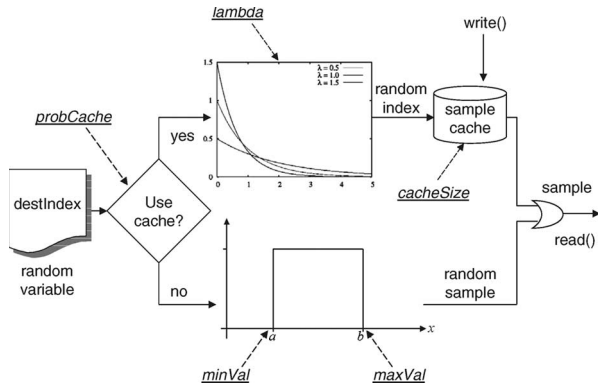 lambda
write()
1.5
λ = 0.5
λ = 1.0
λ = 1.5
1
0.5
0
0 1 2 3 4 5
random
index
sample
cache
probCache
yes
cacheSize
destIndex
Use
cache?
sample
read()
random
variable
no
random
sample
a
b
x
minVal
maxVal